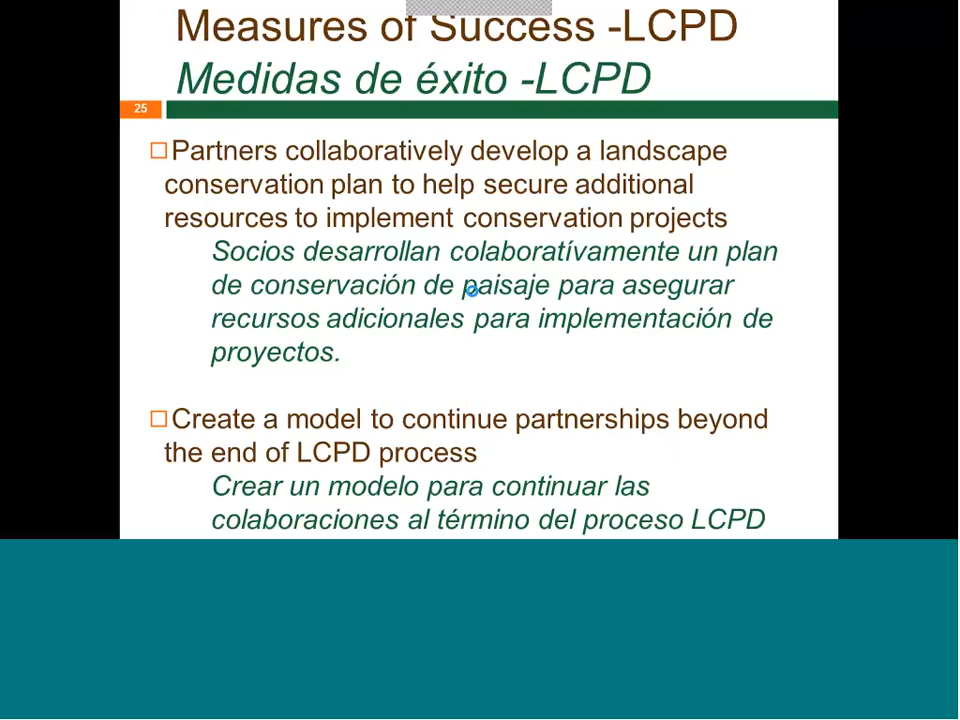 Measures of Success -LCPD
Medidas de éxito -LCPD
25
Partners collaboratively develop a landscape
conservation plan to help secure additional
resources to implement conservation projects
Socios desarrollan colaboratívamente un plan
de conservación de paisaje para asegurar
recursos adicionales para implementación de
proyectos.
Create a model to continue partnerships beyond
the end of LCPD process
Crear un modelo para continuar las
colaboraciones al término del proceso LCPD